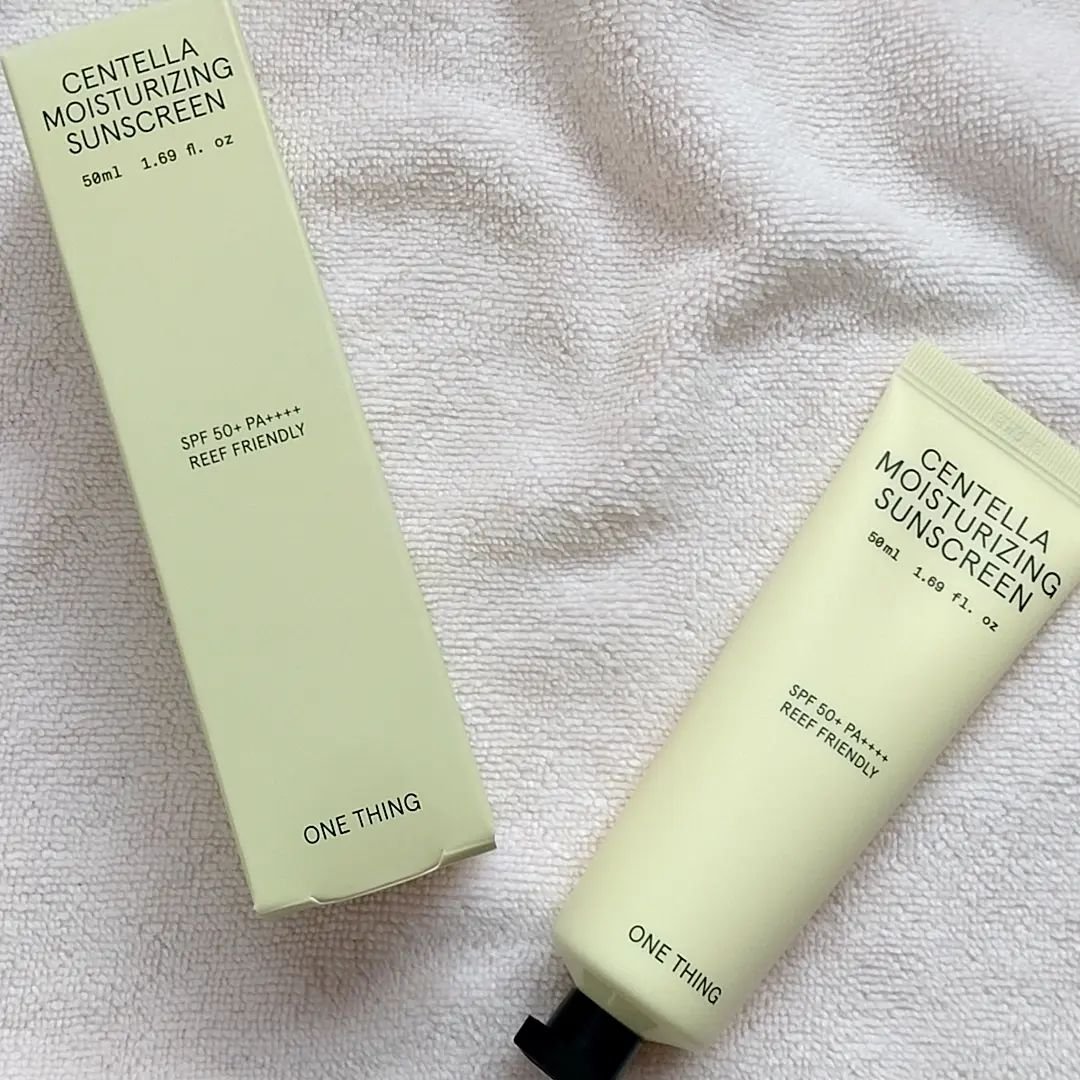 CENTELLA
MOISTURIZING
SUNSCREEN
50ml 1.69 fl. oz
SPF 50+ PA++++
REEF FRIENDLY
ONE THING
CENTELLA
MOISTURIZING
SUNSCREEN
50ml 1.69 fl. oz
SPF 50+ PA++++
REEF FRIENDLY
ONE THING